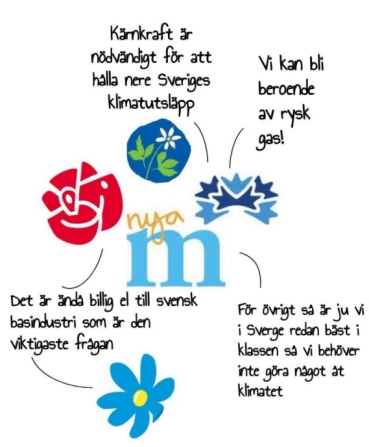 Kärnkraft är
nödvändigt för att
hålla nere Sveriges
klimatutsläpp
Vi kan bli
beroende
av rysk
gas!
nya
m
Det är ändå billig el till svensk
basindustri som är den
viktigaste frågan
För övrigt så är ju vi
i Sverge redan bäst i
klassen så vi behöver
inte göra något åt
klimatet